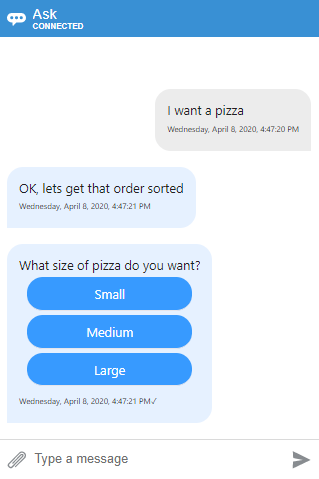 Ask
CONNECTED
I want a pizza
Wednesday, April 8, 2020, 4:47:20 PM
OK, lets get that order sorted
Wednesday, April 8, 2020, 4:47:21 PM
What size of pizza do you want?
Small
Medium
Large
Wednesday, April 8, 2020, 4:47:21 PM✓
Type a message